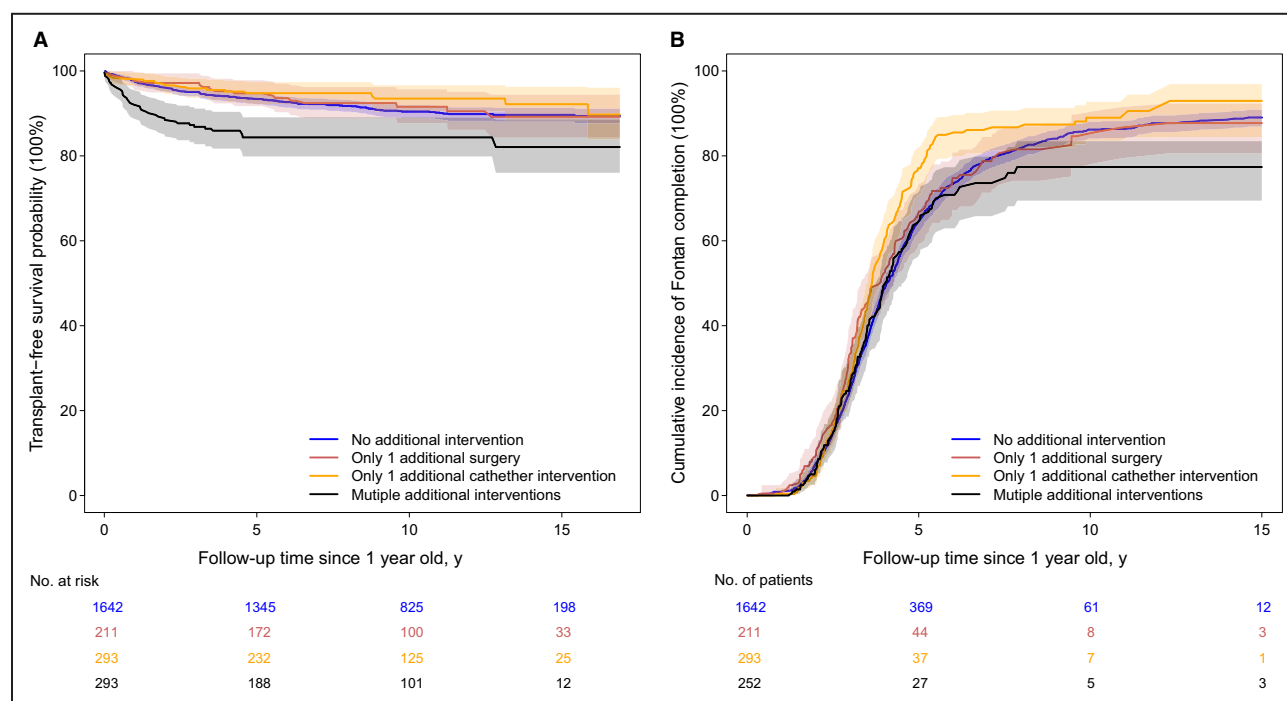 A
Transplant−free survival probability (100%)
100
80
60
40
20
0
No additional intervention
Only 1 additional surgery
Only 1 additional cathether intervention
Mutiple additional interventions
0 5 10 15
Follow-up time since 1 year old, y
No. at risk
1642 1345 825 198
211 172 100 33
293 232 125 25
293 188 101 12
B
Cumulative incidence of Fontan completion (100%)
100
80
60
40
20
0
No additional intervention
Only 1 additional surgery
Only 1 additional cathether intervention
Mutiple additional interventions
0 5 10 15
Follow-up time since 1 year old, y
No. of patients
1642 369 61 12
211 44 8 3
293 37 7 1
252 27 5 3